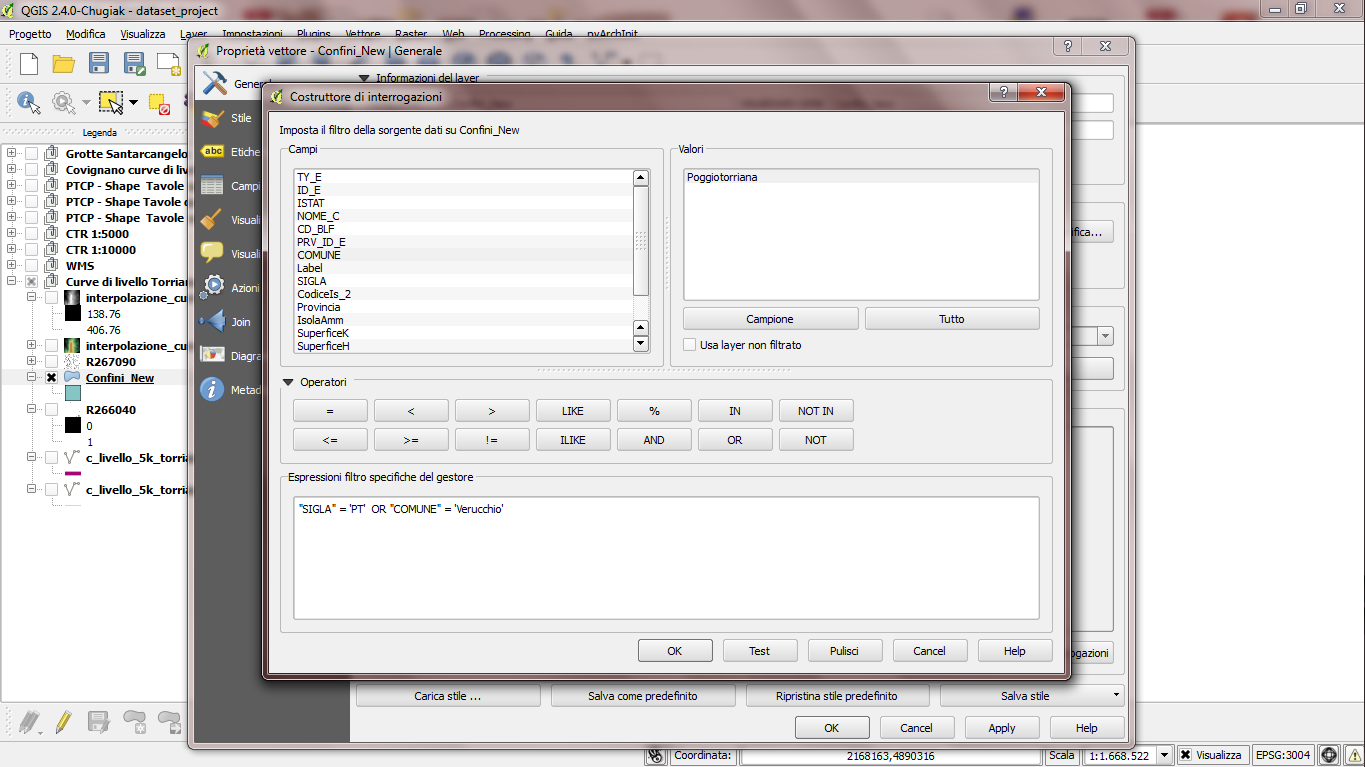 QGIS 2.4.0-Chugiak - dataset_project
Progetto Modifica Visualizza Layer Impostazioni Plugins Vettore Raster Web Processing Guida pyArchInit
Proprietà vettore - Confini_New | Generale
Informazioni del layer
Costruttore di interrogazioni
Imposta il filtro della sorgente dati su Confini_New
Campi
TY_E
ID_E
ISTAT
NOME_C
CD_BLF
PRV_ID_E
COMUNE
Label
SIGLA
CodiceIs_2
Provincia
IsolaAmm
SuperficeK
SuperficeH
Valori
Poggiotorriana
Campione Tutto
Usa layer non filtrato
Operatori
= < > LIKE % IN NOT IN
<= >= != ILIKE AND OR NOT
Espressioni filtro specifiche del gestore
"SIGLA" = 'PT' OR "COMUNE" = 'Verucchio'
OK Test Pulisci Cancel Help
Gener
Stile
Etiche
Campi
Visuali
Visuali
Azioni
Join
Diagra
Metad
ifica...
ogazioni
Carica stile ... Salva come predefinito Ripristina stile predefinito Salva stile
OK Cancel Apply Help
Legenda
Grotte Santarcangelo
Covignano curve di liv
PTCP - Shape Tavole
PTCP - Shape Tavole d
PTCP - Shape Tavole
CTR 1:5000
CTR 1:10000
WMS
Curve di livello Torrian
interpolazione_cu
138.76
406.76
interpolazione_cu
R267090
Confini_New
R266040
0
1
c_livello_5k_torria
c_livello_5k_torria
Coordinata: 2168163,4890316 Scala 1:1.668.522 Visualizza EPSG:3004